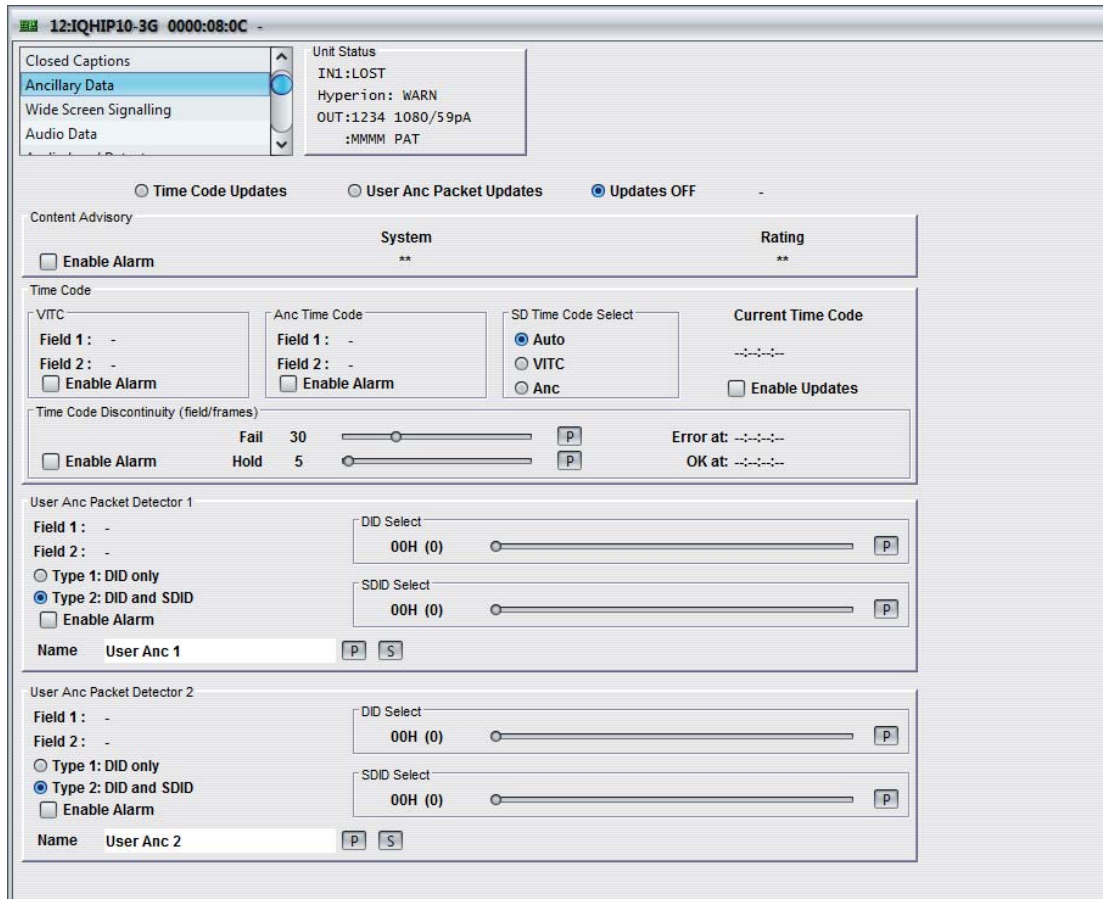 12:IQHIP10-3G 0000:08:0C -
Closed Captions
Ancillary Data
Wide Screen Signalling
Audio Data
Unit Status
IN1:LOST
Hyperion: WARN
OUT:1234 1080/59pA
:MMMM PAT
Time Code Updates User Anc Packet Updates Updates OFF -
Content Advisory
System Rating
Enable Alarm ** **
Time Code
VITC
Field 1 : -
Field 2 : -
Enable Alarm
Anc Time Code
Field 1 : -
Field 2 : -
Enable Alarm
SD Time Code Select
Auto
VITC
Anc
Current Time Code
--:--:--:--
Enable Updates
Time Code Discontinuity (field/frames)
Fail 30 P Error at: --:--:--:--
Enable Alarm Hold 5 P OK at: --:--:--:--
User Anc Packet Detector 1
Field 1 : -
Field 2 : -
Type 1: DID only
Type 2: DID and SDID
Enable Alarm
DID Select
00H (0) P
SDID Select
00H (0) P
Name User Anc 1 P S
User Anc Packet Detector 2
Field 1 : -
Field 2 : -
Type 1: DID only
Type 2: DID and SDID
Enable Alarm
DID Select
00H (0) P
SDID Select
00H (0) P
Name User Anc 2 P S